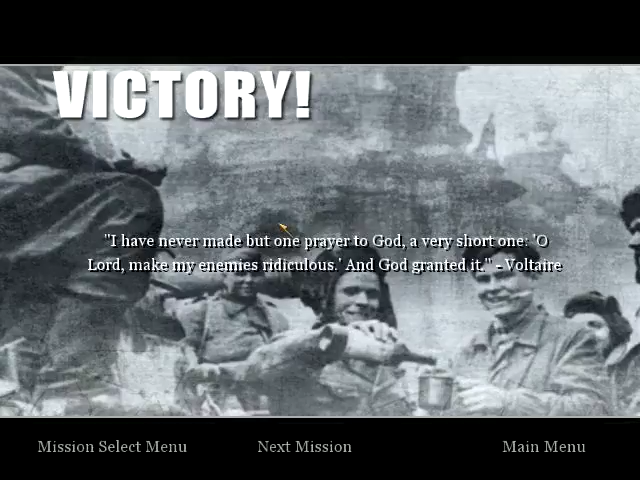 VICTORY!
"I have never made but one prayer to God, a very short one: 'O
Lord, make my enemies ridiculous.' And God granted it." - Voltaire
Mission Select Menu
Next Mission
Main Menu